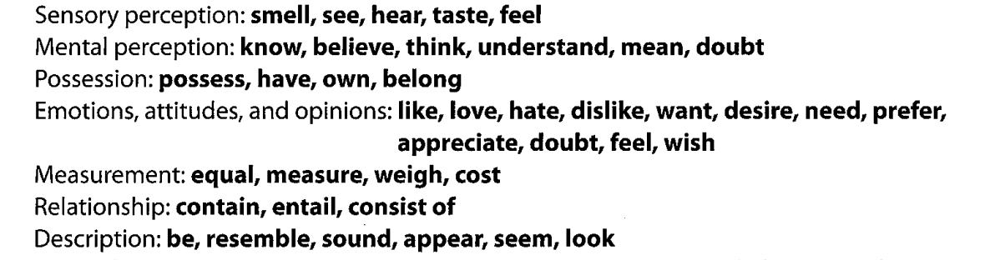 Sensory perception: smell, see, hear, taste, feel
Mental perception: know, believe, think, understand, mean, doubt
Possession: possess, have, own, belong
Emotions, attitudes, and opinions: like, love, hate, dislike, want, desire, need, prefer,
appreciate, doubt, feel, wish
Measurement: equal, measure, weigh, cost
Relationship: contain, entail, consist of
Description: be, resemble, sound, appear, seem, look